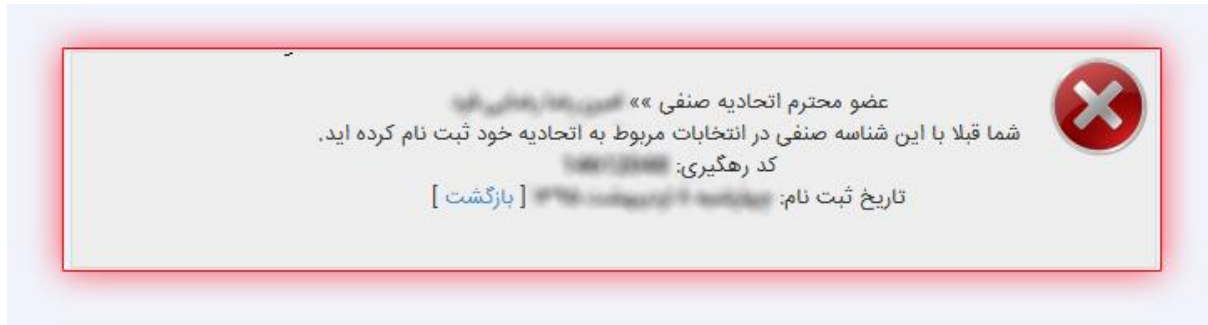 عضو محترم اتحادیه صنفی »»
شما قبلا با این شناسه صنفی در انتخابات مربوط به اتحادیه خود ثبت نام کرده اید.
کد رهگیری:
تاریخ ثبت نام: [ بازگشت ]